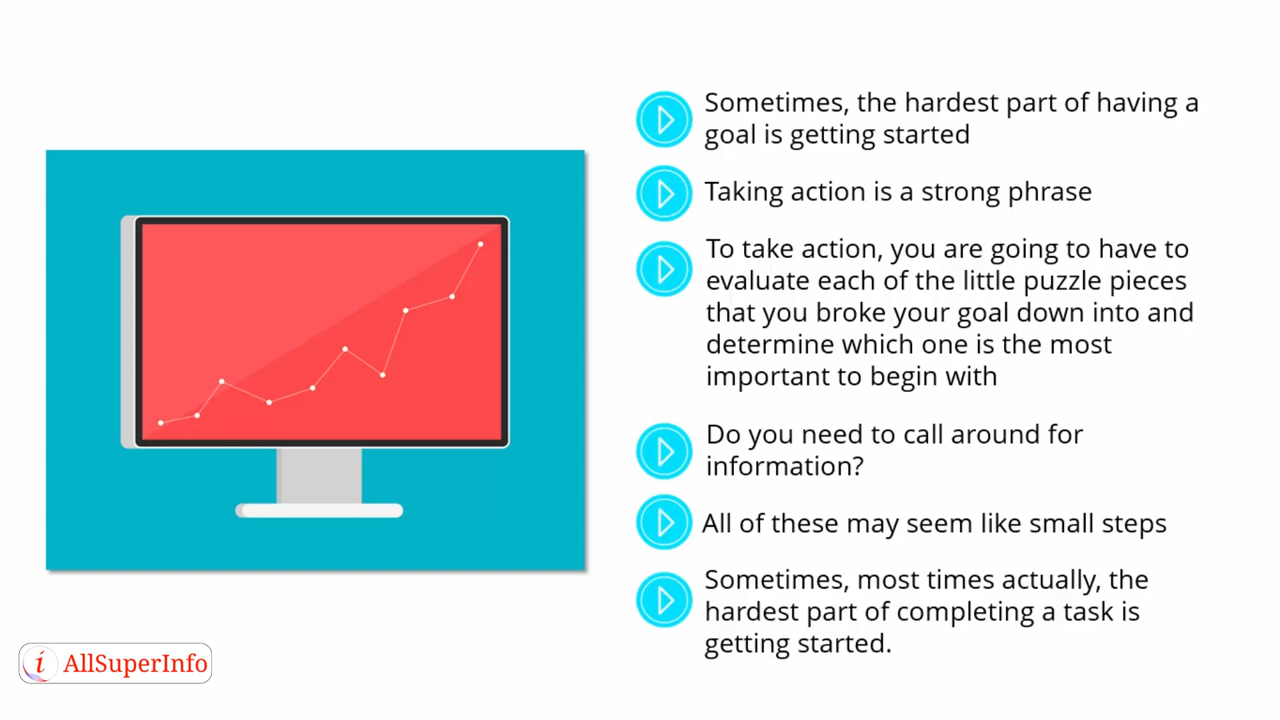 Sometimes, the hardest part of having a
goal is getting started
Taking action is a strong phrase
To take action, you are going to have to
evaluate each of the little puzzle pieces
that you broke your goal down into and
determine which one is the most
important to begin with
Do you need to call around for
information?
All of these may seem like small steps
Sometimes, most times actually, the
hardest part of completing a task is
getting started.
i AllSuperInfo